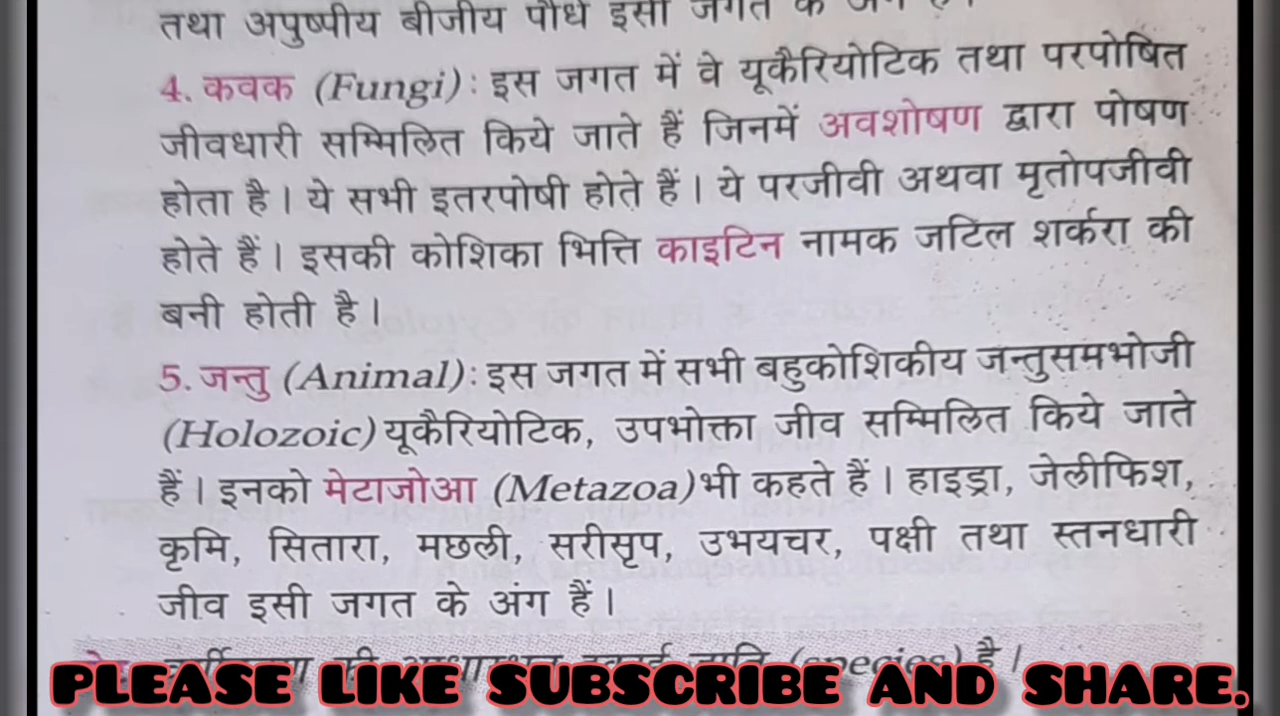 तथा अपुष्पीय बीजीय पौधे इसी जगत के अंग हैं।
4. कवक (Fungi): इस जगत में वे यूकैरियोटिक तथा परपोषित
जीवधारी सम्मिलित किये जाते हैं जिनमें अवशोषण द्वारा पोषण
होता है। ये सभी इतरपोषी होते हैं। ये परजीवी अथवा मृतोपजीवी
होते हैं। इसकी कोशिका भित्ति काइटिन नामक जटिल शर्करा की
बनी होती है।
5. जन्तु (Animal): इस जगत में सभी बहुकोशिकीय जन्तुसमभोजी
(Holozoic) यूकैरियोटिक, उपभोक्ता जीव सम्मिलित किये जाते
हैं। इनको मेटाजोआ (Metazoa) भी कहते हैं। हाइड्रा, जेलीफिश,
कृमि, सितारा, मछली, सरीसृप, उभयचर, पक्षी तथा स्तनधारी
जीव इसी जगत के अंग हैं।
(species) है।
PLEASE LIKE SUBSCRIBE AND SHARE.